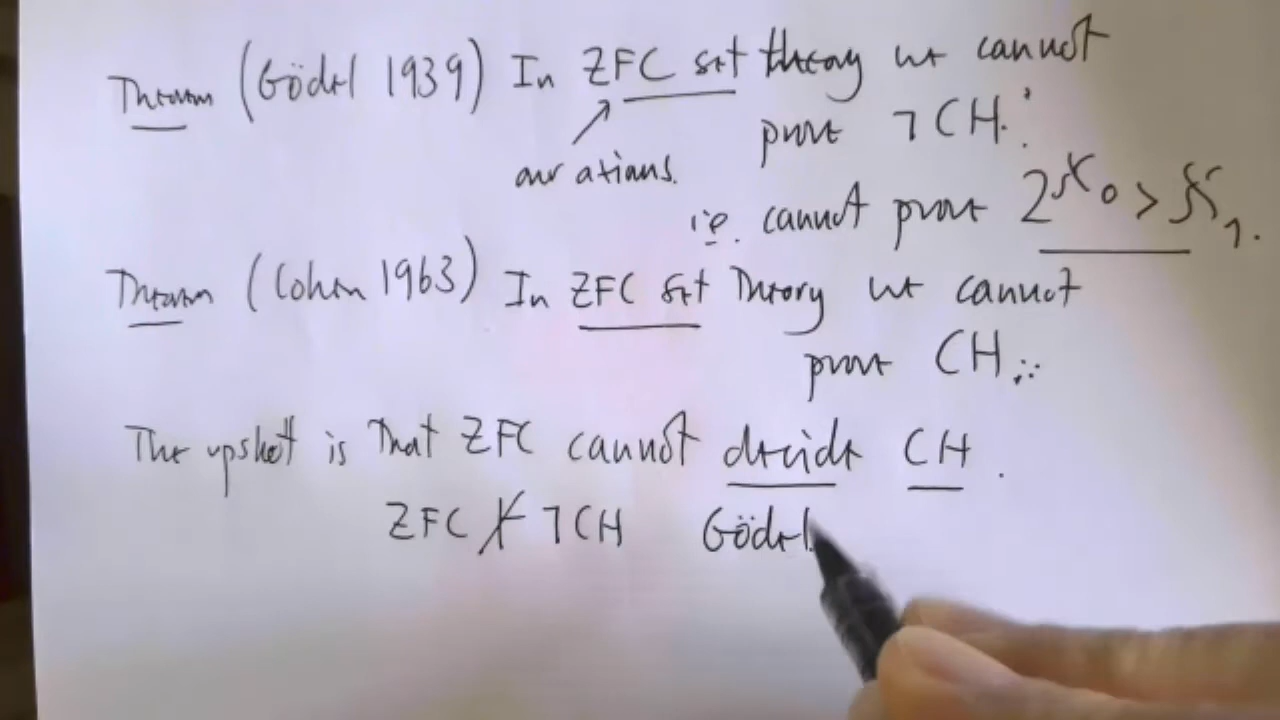 Theorem (Gödel 1939) In ZFC set theory we cannot
prove ¬CH.
our axioms.
i.e. cannot prove 2^ℵ₀ > ℵ₁.
Theorem (Cohen 1963) In ZFC set Theory we cannot
prove CH.
The upshot is that ZFC cannot decide CH.
ZFC ⊬ ¬CH Gödel